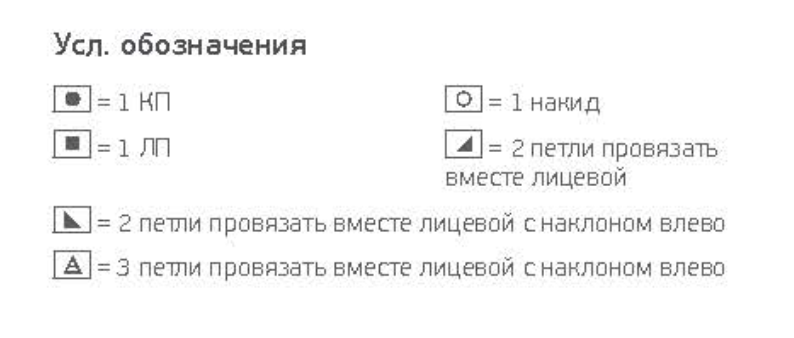 Усл. обозначения
= 1 КП
= 1 накид
= 1 ЛП
= 2 петли провязать
вместе лицевой
= 2 петли провязать вместе лицевой с наклоном влево
= 3 петли провязать вместе лицевой с наклоном влево